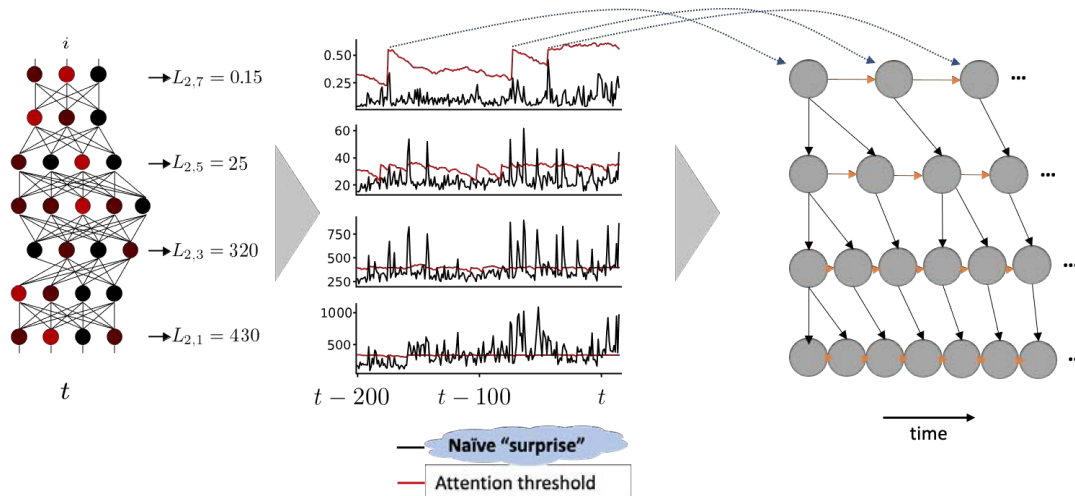 i
L2,7 = 0.15
L2,5 = 25
L2,3 = 320
L2,1 = 430
t
0.50
0.25
60
40
20
750
500
250
1000
500
t − 200
t − 100
t
Naïve “surprise”
Attention threshold
...
...
...
...
time